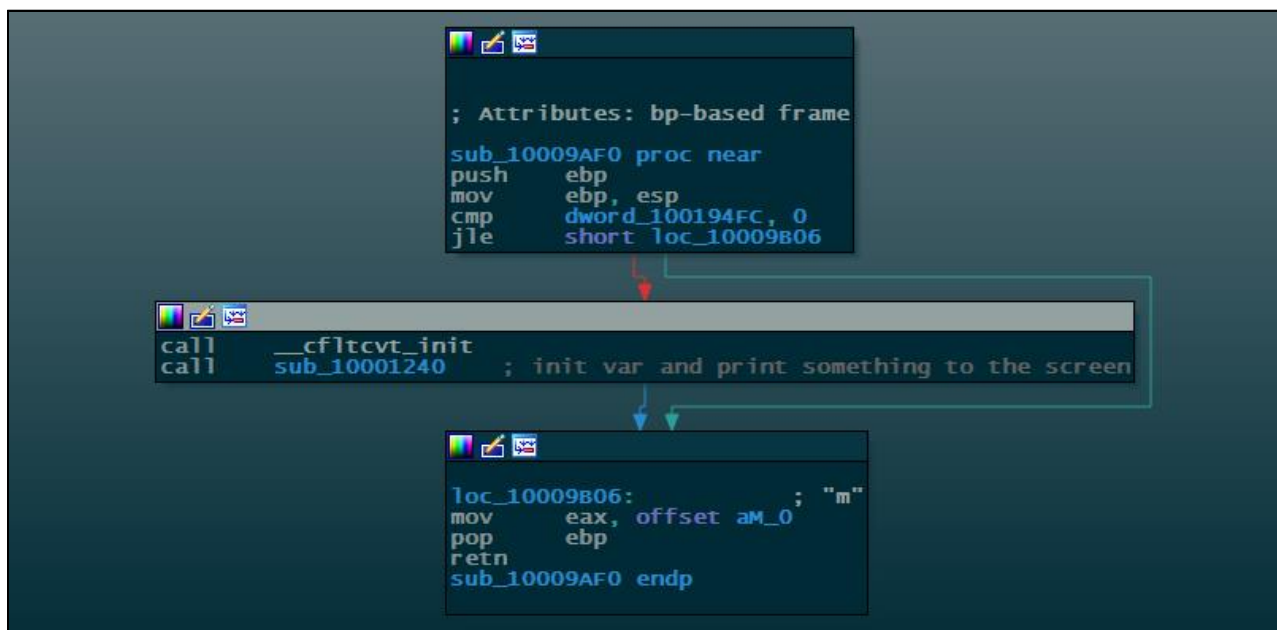 ; Attributes: bp-based frame
sub_10009AF0 proc near
push ebp
mov ebp, esp
cmp dword_100194FC, 0
jle short loc_10009B06
call __cfltcvt_init
call sub_10001240 ; init var and print something to the screen
loc_10009B06: ; "m"
mov eax, offset aM_0
pop ebp
retn
sub_10009AF0 endp